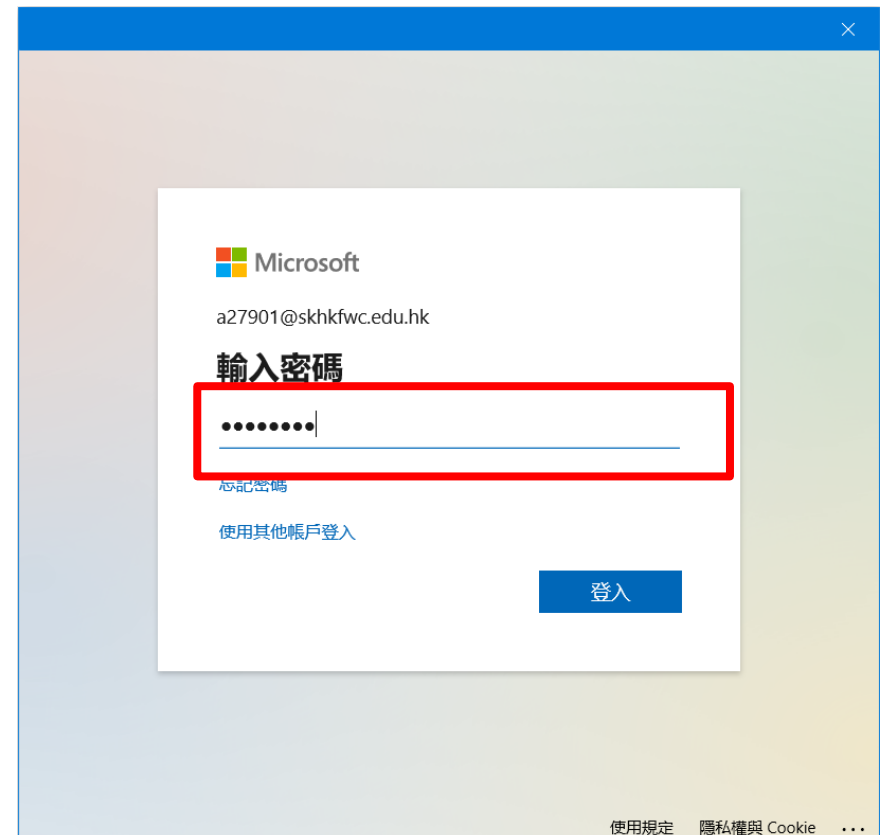 Microsoft
a27901@skhkfwc.edu.hk
輸入密碼
••••••••
忘記密碼
使用其他帳戶登入
登入
使用規定 隱私權與 Cookie ...